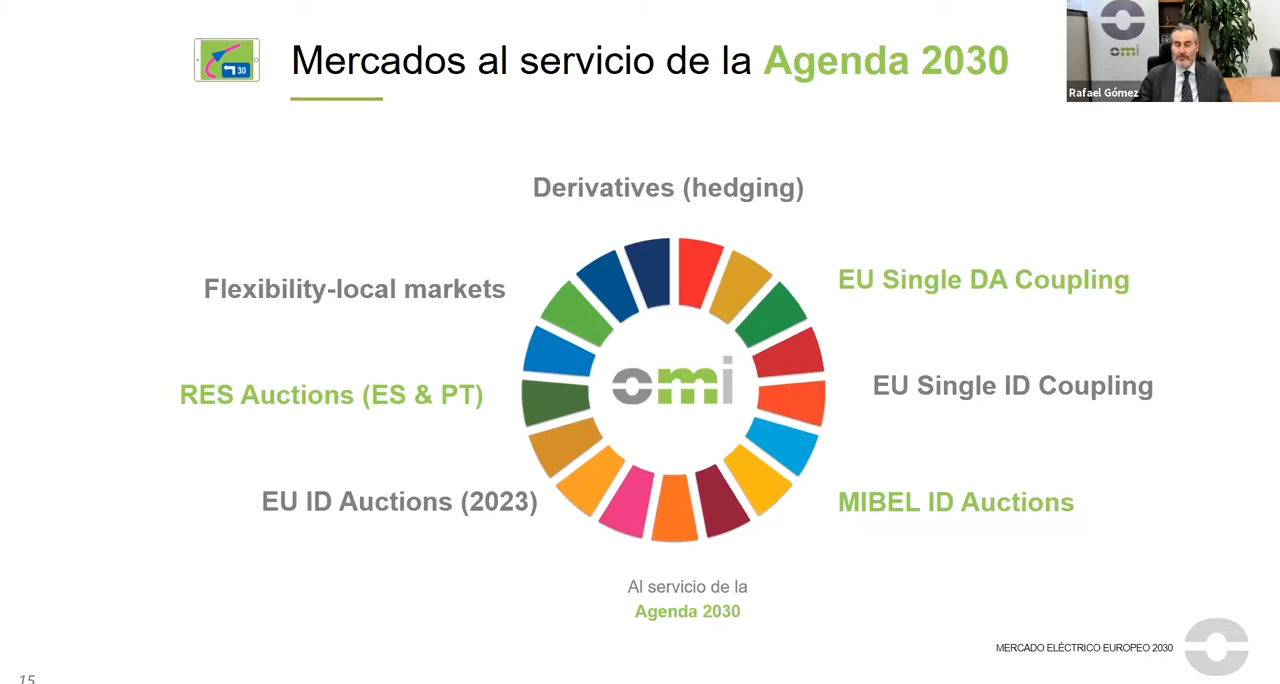 Mercados al servicio de la Agenda 2030
30
omi
Rafael Gómez
Derivatives (hedging)
Flexibility-local markets
EU Single DA Coupling
RES Auctions (ES & PT)
omi
EU Single ID Coupling
EU ID Auctions (2023)
MIBEL ID Auctions
Al servicio de la
Agenda 2030
MERCADO ELÉCTRICO EUROPEO 2030
15